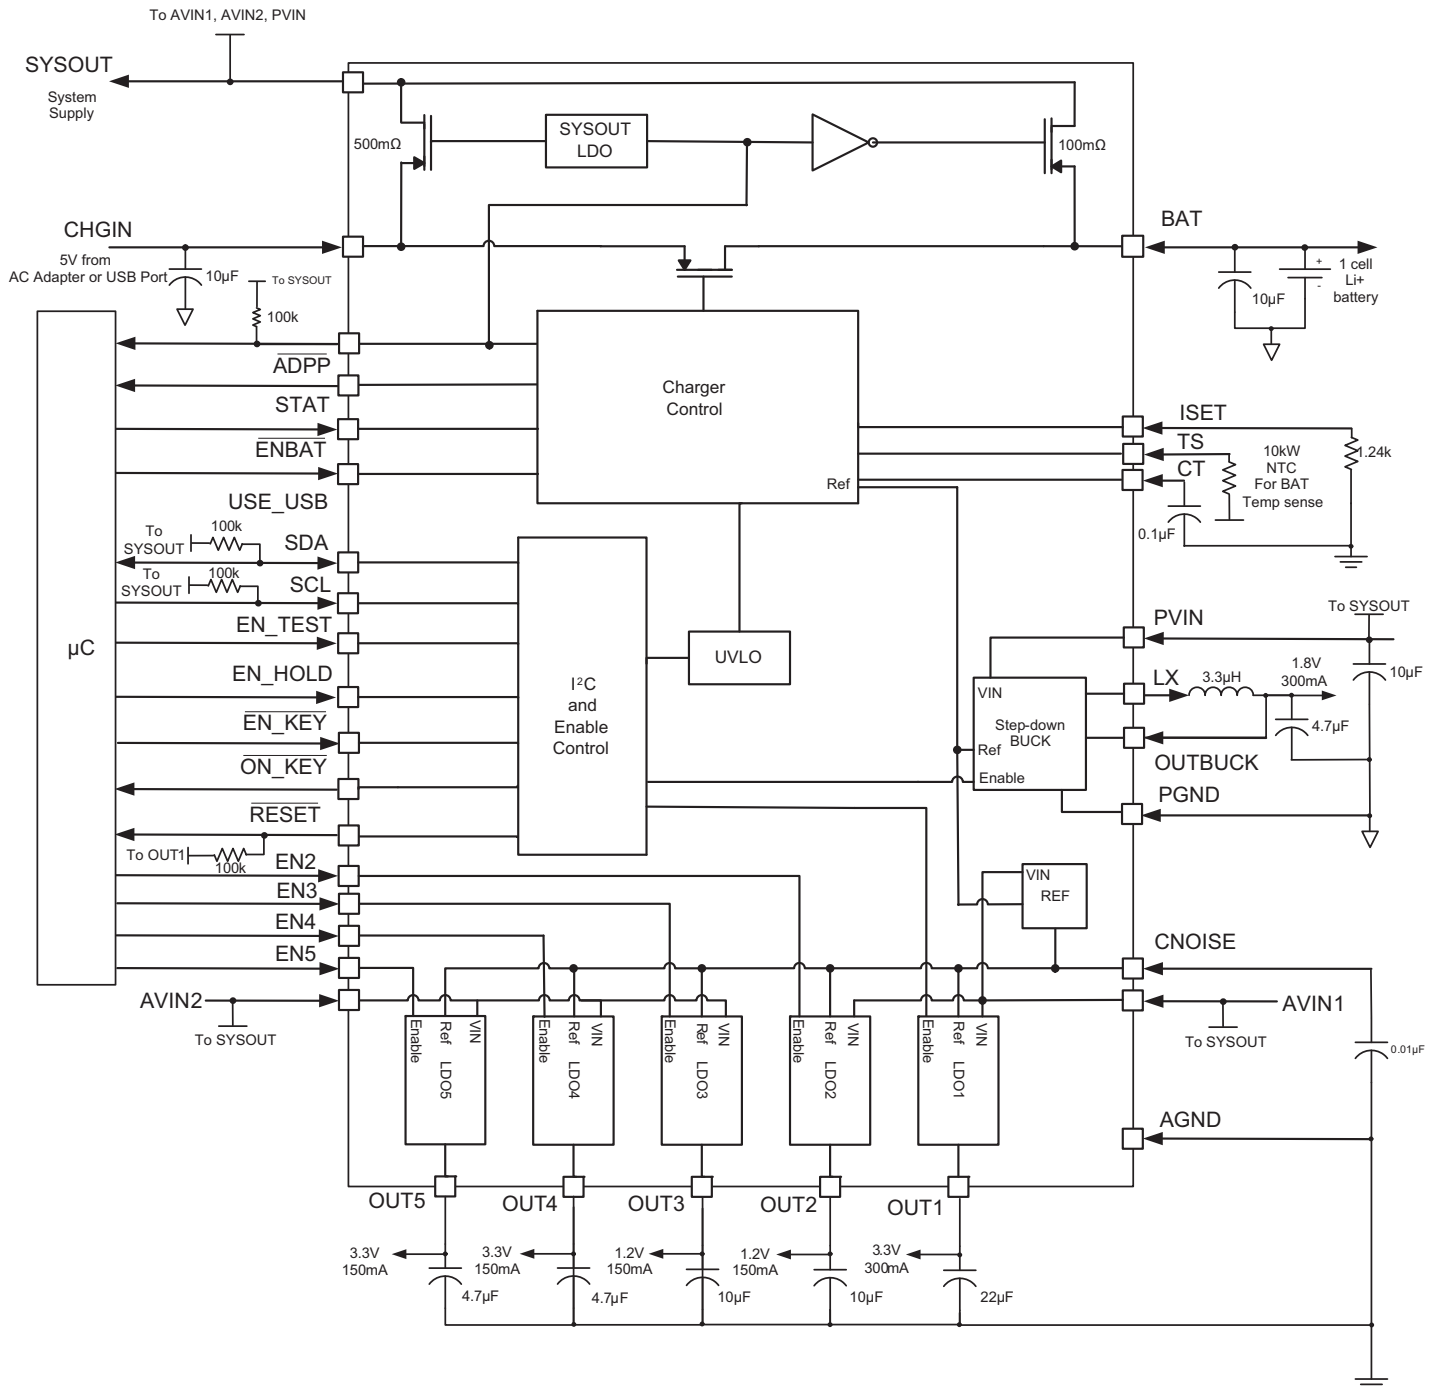 To AVIN1, AVIN2, PVIN
SYSOUT
System
Supply
500mΩ
SYSOUT
LDO
100mΩ
CHGIN
5V from
AC Adapter or USB Port
10µF
To SYSOUT
100k
BAT
10µF
+
-
1 cell
Li+
battery
ADPP
STAT
ENBAT
USE_USB
Charger
Control
Ref
ISET
TS
CT
10kW
NTC
For BAT
Temp sense
1.24k
0.1µF
µC
To
SYSOUT
100k
SDA
To
SYSOUT
100k
SCL
EN_TEST
EN_HOLD
EN_KEY
ON_KEY
RESET
To OUT1
100k
EN2
EN3
EN4
EN5
AVIN2
To SYSOUT
I²C
and
Enable
Control
UVLO
VIN
Step-down
BUCK
Ref
Enable
To SYSOUT
PVIN
LX
3.3µH
1.8V
300mA
10µF
4.7µF
OUTBUCK
PGND
VIN
REF
CNOISE
AVIN1
To SYSOUT
0.01µF
AGND
Enable
Ref
VIN
LDO5
Enable
Ref
VIN
LDO4
Enable
Ref
VIN
LDO3
Enable
Ref
VIN
LDO2
Enable
Ref
VIN
LDO1
OUT5
OUT4
OUT3
OUT2
OUT1
3.3V
150mA
4.7µF
3.3V
150mA
4.7µF
1.2V
150mA
10µF
1.2V
150mA
10µF
3.3V
300mA
22µF